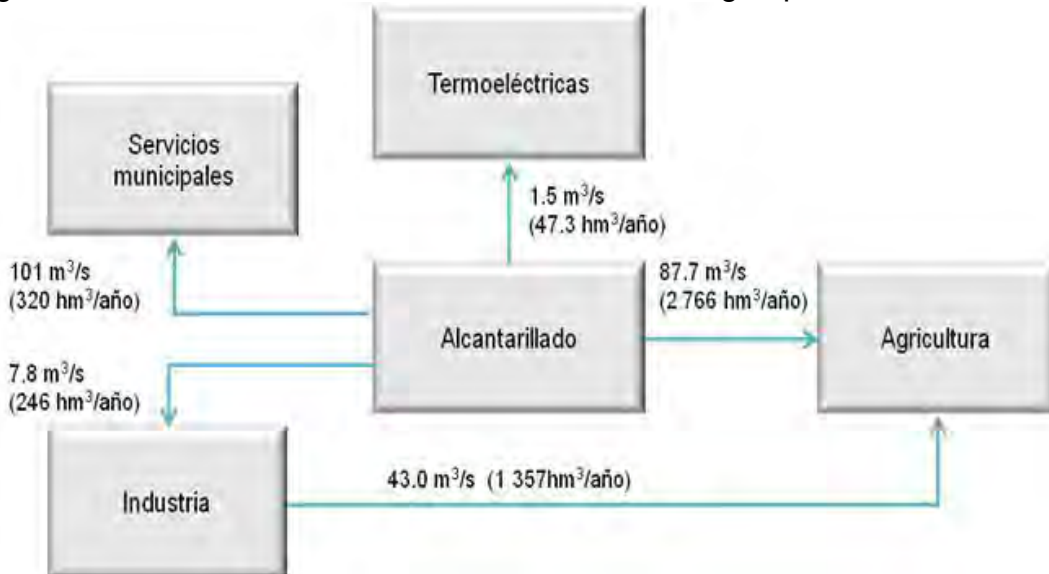 Termoeléctricas
Servicios
municipales
1.5 m³/s
(47.3 hm³/año)
101 m³/s
(320 hm³/año)
87.7 m³/s
(2 766 hm³/año)
Alcantarillado
Agricultura
7.8 m³/s
(246 hm³/año)
43.0 m³/s (1 357hm³/año)
Industria